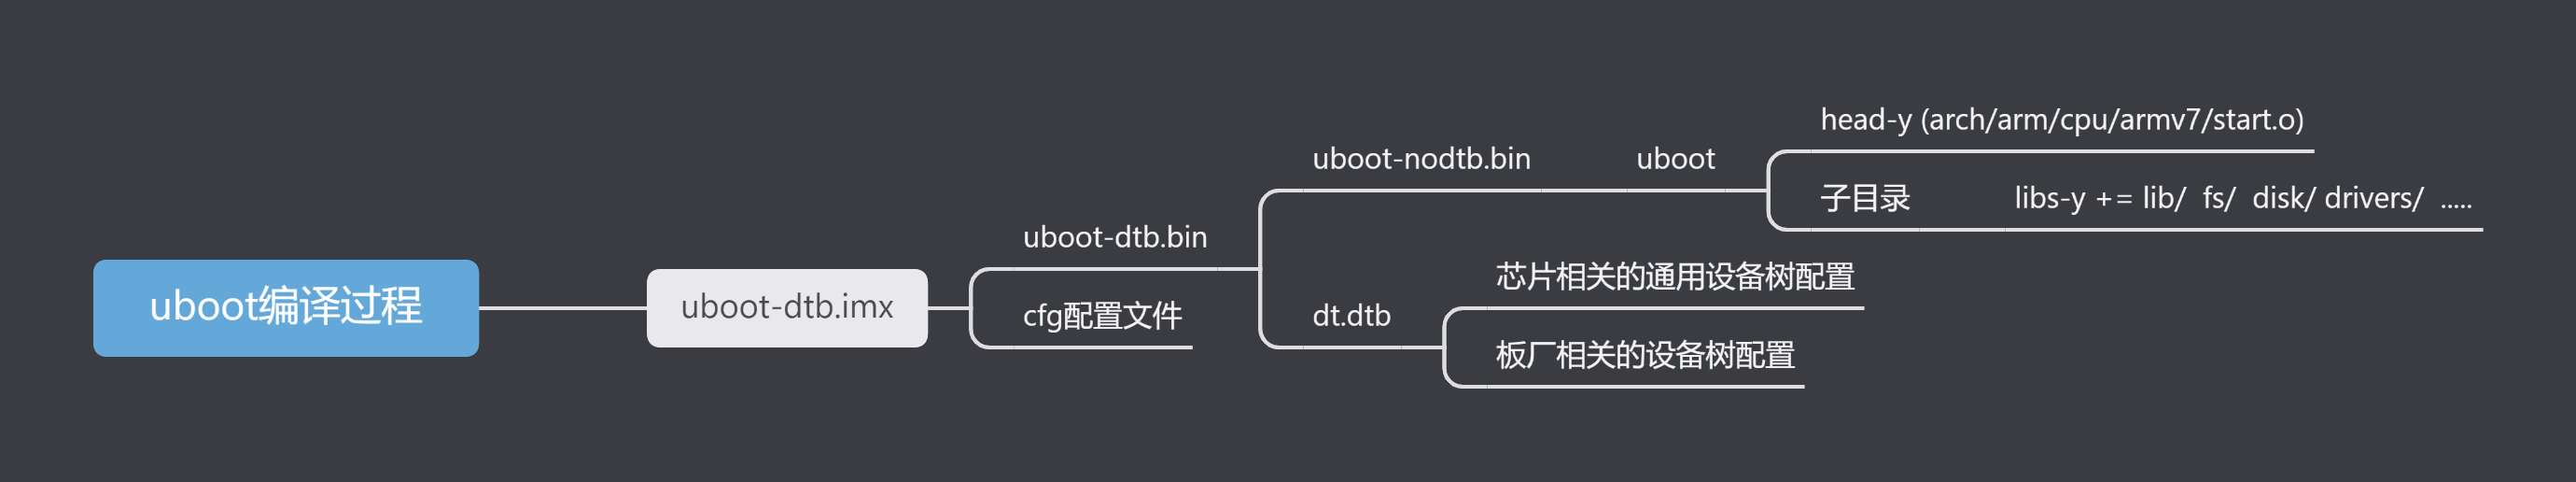 uboot编译过程
uboot-dtb.imx
uboot-dtb.bin
uboot-nodtb.bin
uboot
head-y (arch/arm/cpu/armv7/start.o)
子目录
libs-y += lib/ fs/ disk/ drivers/ .....
dt.dtb
芯片相关的通用设备树配置
板厂相关的设备树配置
cfg配置文件